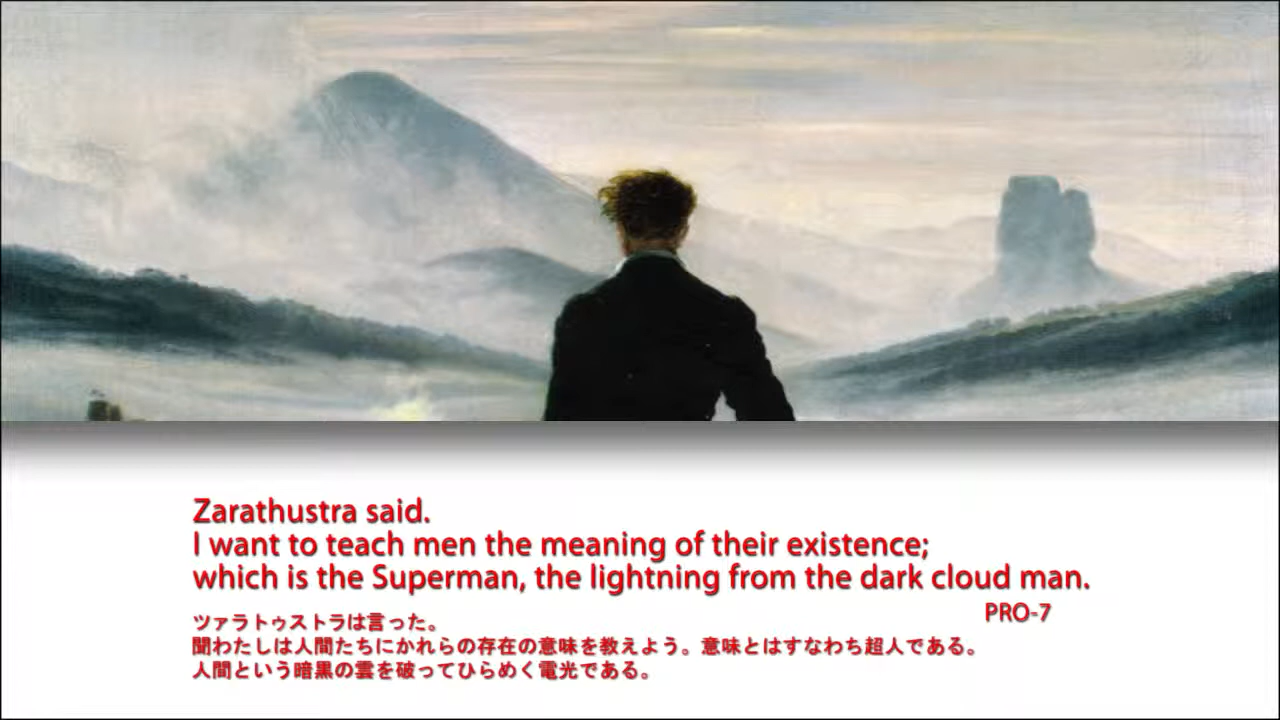 Zarathustra said.
I want to teach men the meaning of their existence;
which is the Superman, the lightning from the dark cloud man.
PRO-7
ツァラトゥストラは言った。
聞わたしは人間たちにかれらの存在の意味を教えよう。意味とはすなわち超人である。
人間という暗黒の雲を破ってひらめく電光である。